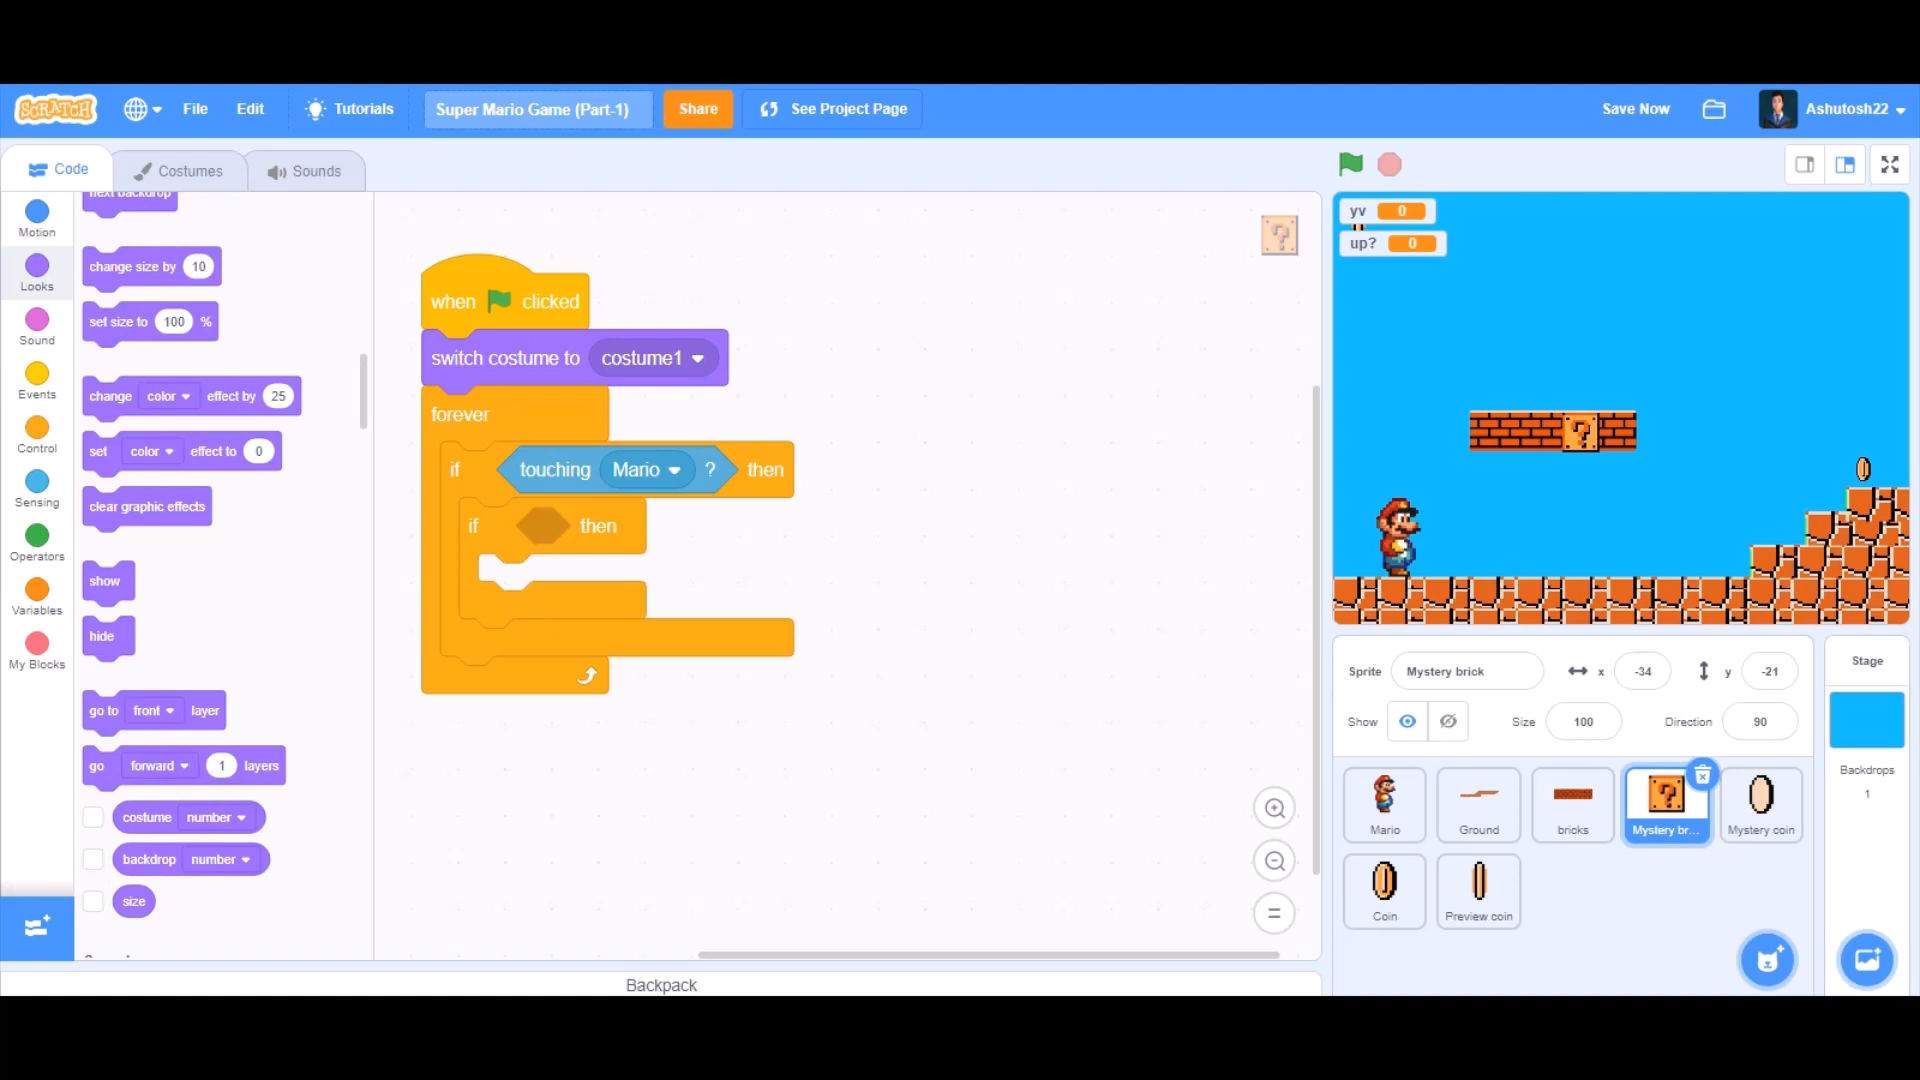 SCRATCH File Edit Tutorials Super Mario Game (Part-1) Share See Project Page Save Now Ashutosh22
Code Costumes Sounds
Motion
Looks
Sound
Events
Control
Sensing
Operators
Variables
My Blocks
next backdrop
change size by 10
set size to 100 %
change color effect by 25
set color effect to 0
clear graphic effects
show
hide
go to front layer
go forward 1 layers
costume number
backdrop number
size
when clicked
switch costume to costume1
forever
if touching Mario ? then
if then
?
Backpack
yv 0
up? 0
?
Sprite Mystery brick x -34 y -21
Show Size 100 Direction 90
Mario
Ground
bricks
?
Mystery br...
Mystery coin
Coin
Preview coin
Stage
Backdrops
1